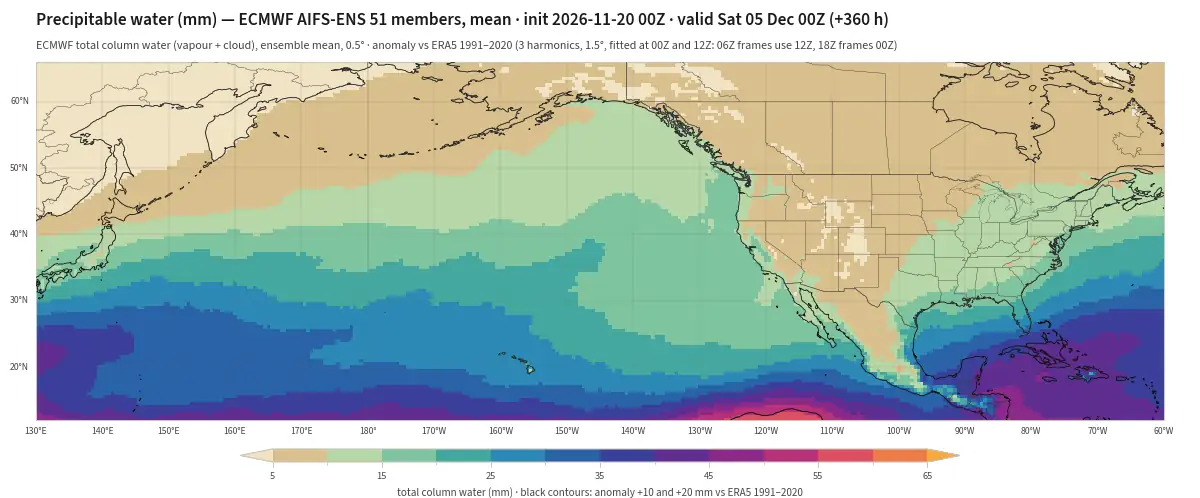 Precipitable water (mm) — ECMWF AIFS-ENS 51 members, mean · init 2026-11-20 00Z · valid Sat 05 Dec 00Z (+360 h)
ECMWF total column water (vapour + cloud), ensemble mean, 0.5° · anomaly vs ERA5 1991–2020 (3 harmonics, 1.5°, fitted at 00Z and 12Z: 06Z frames use 12Z, 18Z frames 00Z)
60°N
50°N
40°N
30°N
20°N
130°E 140°E 150°E 160°E 170°E 180° 170°W 160°W 150°W 140°W 130°W 120°W 110°W 100°W 90°W 80°W 70°W 60°W
5 15 25 35 45 55 65
total column water (mm) · black contours: anomaly +10 and +20 mm vs ERA5 1991–2020